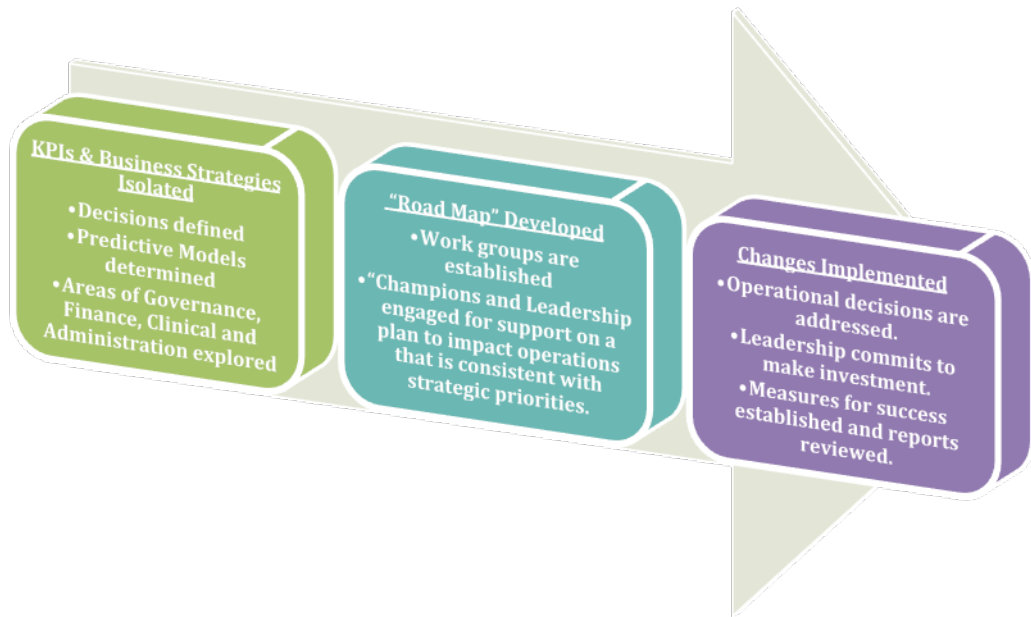 KPIs & Business Strategies
Isolated
•Decisions defined
•Predictive Models
determined
•Areas of Governance,
Finance, Clinical and
Administration explored
“Road Map” Developed
•Work groups are
established
•“Champions and Leadership
engaged for support on a
plan to impact operations
that is consistent with
strategic priorities.
Changes Implemented
•Operational decisions are
addressed.
•Leadership commits to
make investment.
•Measures for success
established and reports
reviewed.